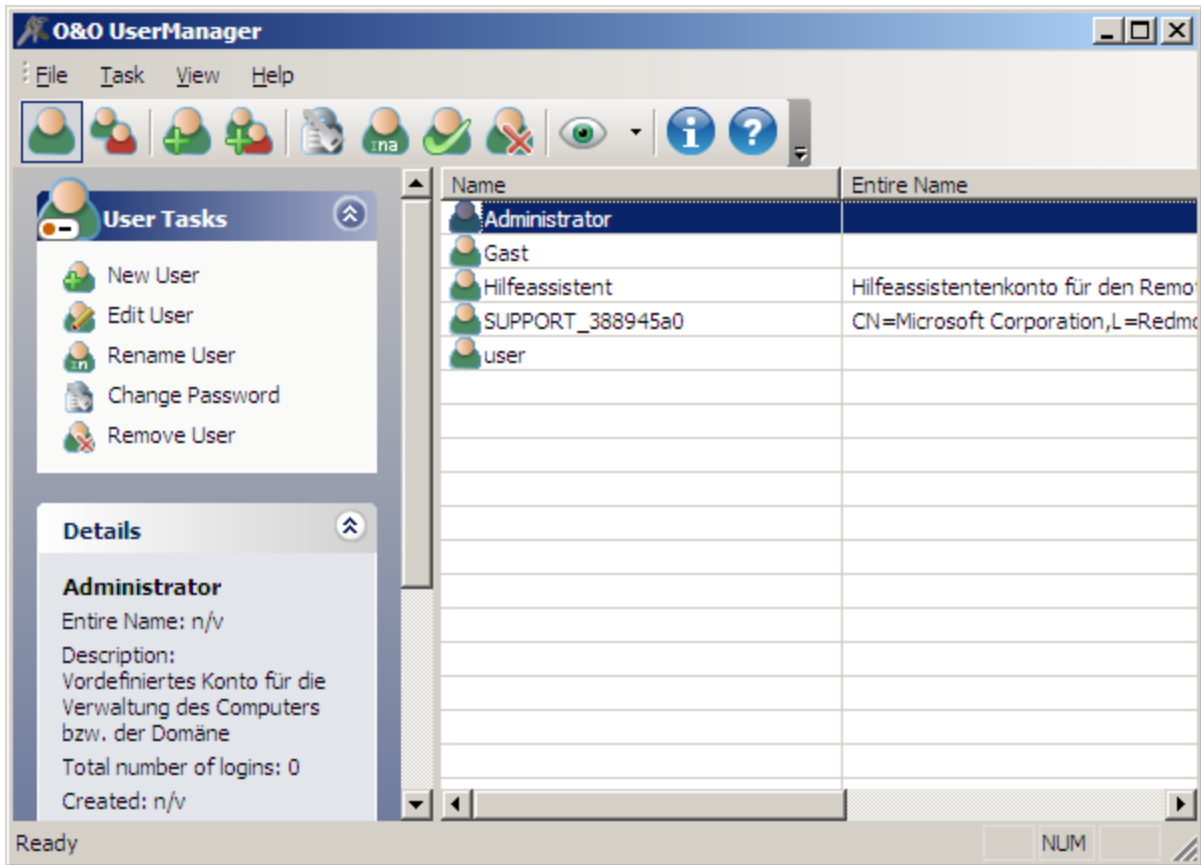 O&O UserManager
File Task View Help
Ina
Name Entire Name
User Tasks
New User
Edit User
Rename User
Change Password
Remove User
Administrator
Gast
Hilfeassistent Hilfeassistentenkonto für den Remo
SUPPORT_388945a0 CN=Microsoft Corporation,L=Redm
user
Details
Administrator
Entire Name: n/v
Description:
Vordefiniertes Konto für die
Verwaltung des Computers
bzw. der Domäne
Total number of logins: 0
Created: n/v
Ready NUM